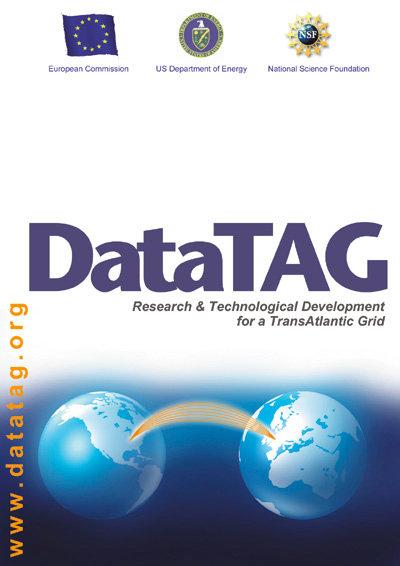 NSF
European Commission
US Department of Energy
National Science Foundation
DataTAG
Research & Technological Development
for a TransAtlantic Grid
www.datatag.org